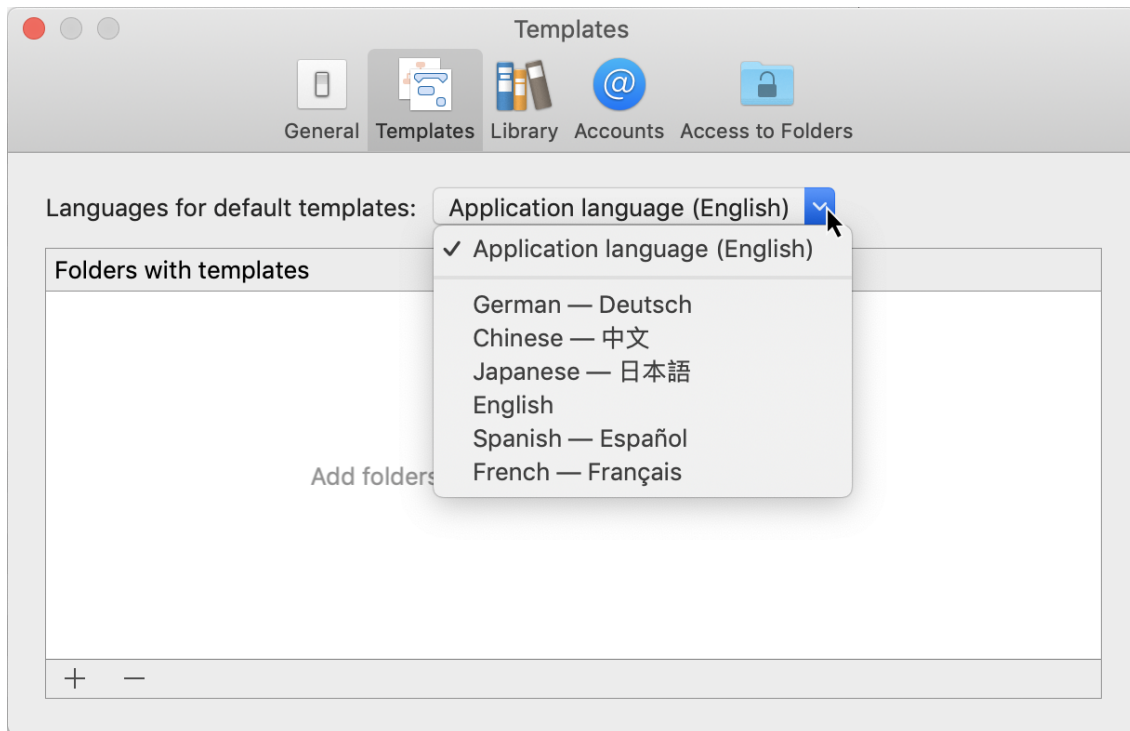 Templates
General Templates Library Accounts Access to Folders
Languages for default templates: Application language (English)
✓ Application language (English)
Folders with templates
German — Deutsch
Chinese — 中文
Japanese — 日本語
English
Spanish — Español
French — Français
Add folders